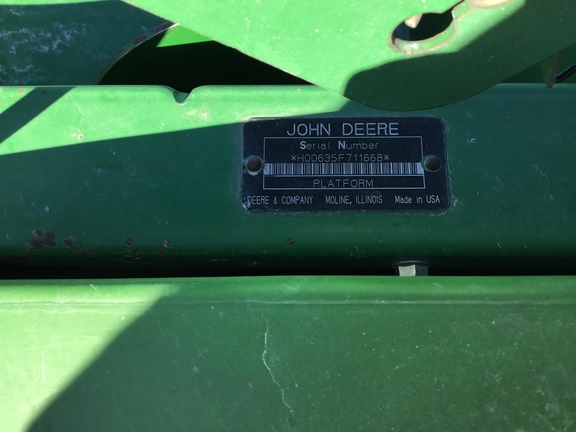 JOHN DEERE
Serial Number
*H00635F711668*
PLATFORM
DEERE & COMPANY MOLINE, ILLINOIS Made in USA